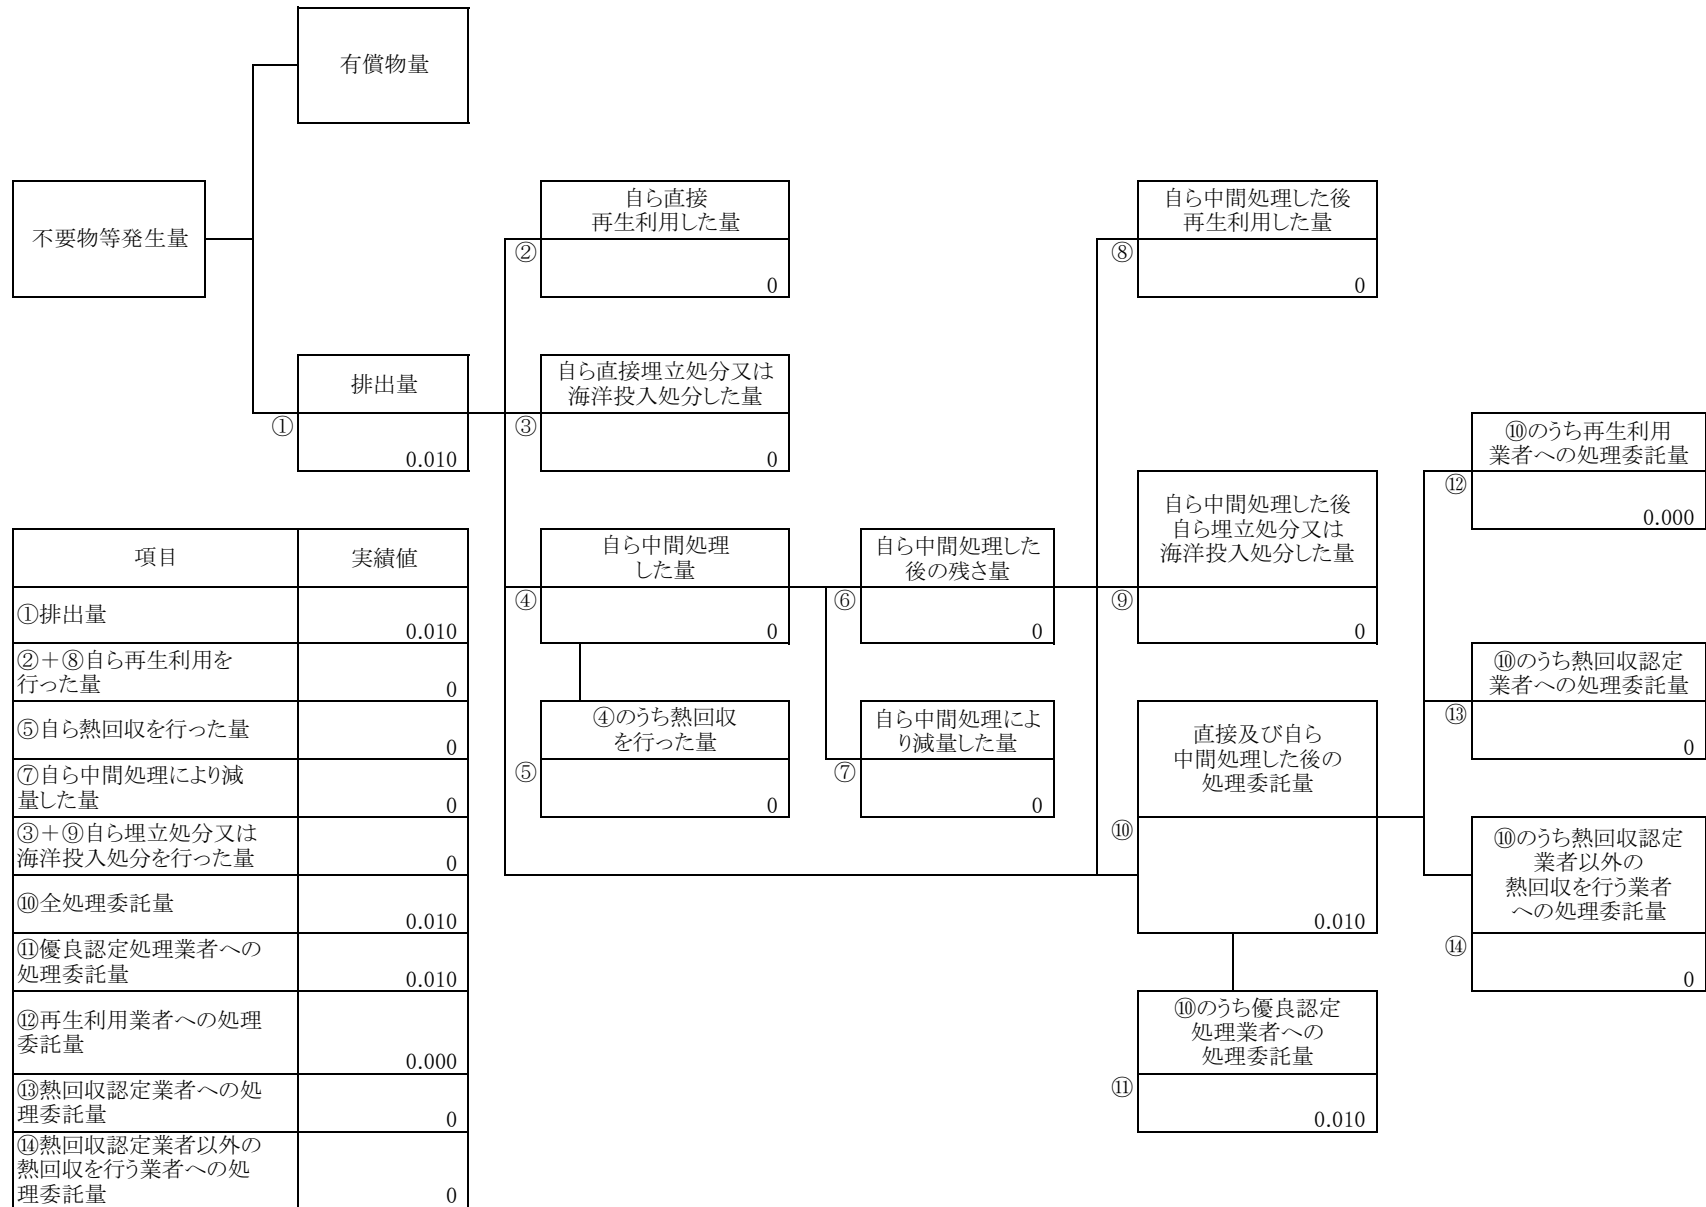 有償物量
不要物等発生量
自ら直接
再生利用した量
②
0
自ら中間処理した後
再生利用した量
⑧
0
排出量
①
0.010
自ら直接埋立処分又は
海洋投入処分した量
③
0
⑩のうち再生利用
業者への処理委託量
⑫
0.000
自ら中間処理
した量
④
0
自ら中間処理した
後の残さ量
⑥
0
自ら中間処理した後
自ら埋立処分又は
海洋投入処分した量
⑨
0
⑩のうち熱回収認定
業者への処理委託量
⑬
0
④のうち熱回収
を行った量
⑤
0
自ら中間処理によ
り減量した量
⑦
0
直接及び自ら
中間処理した後の
処理委託量
⑩
0.010
⑩のうち熱回収認定
業者以外の
熱回収を行う業者
への処理委託量
⑭
0
⑩のうち優良認定
処理業者への
処理委託量
⑪
0.010
項目 実績値
①排出量
0.010
②+⑧自ら再生利用を
行った量 0
⑤自ら熱回収を行った量
0
⑦自ら中間処理により減
量した量 0
③+⑨自ら埋立処分又は
海洋投入処分を行った量 0
⑩全処理委託量
0.010
⑪優良認定処理業者への
処理委託量 0.010
⑫再生利用業者への処理
委託量
0.000
⑬熱回収認定業者への処
理委託量 0
⑭熱回収認定業者以外の
熱回収を行う業者への処
理委託量 0